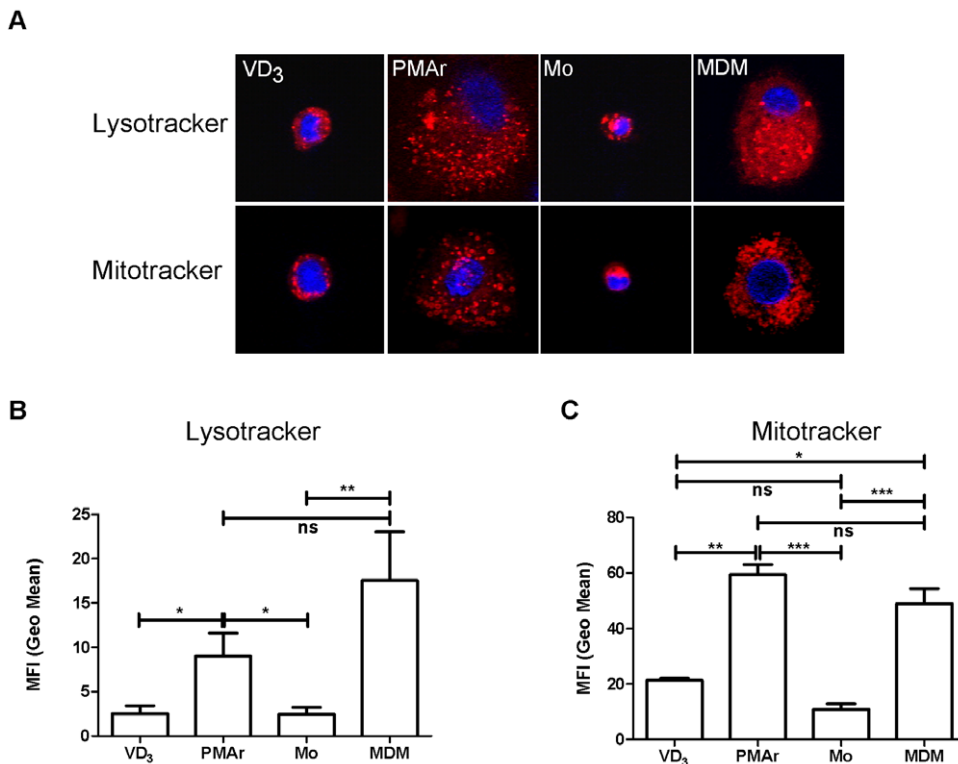 A
VD3 PMAr Mo MDM
Lysotracker
Mitotracker
B
Lysotracker
**
ns
* *
MFI (Geo Mean)
25
20
15
10
5
0
VD3 PMAr Mo MDM
C
Mitotracker
*
ns
***
ns
** ***
MFI (Geo Mean)
80
60
40
20
0
VD3 PMAr Mo MDM